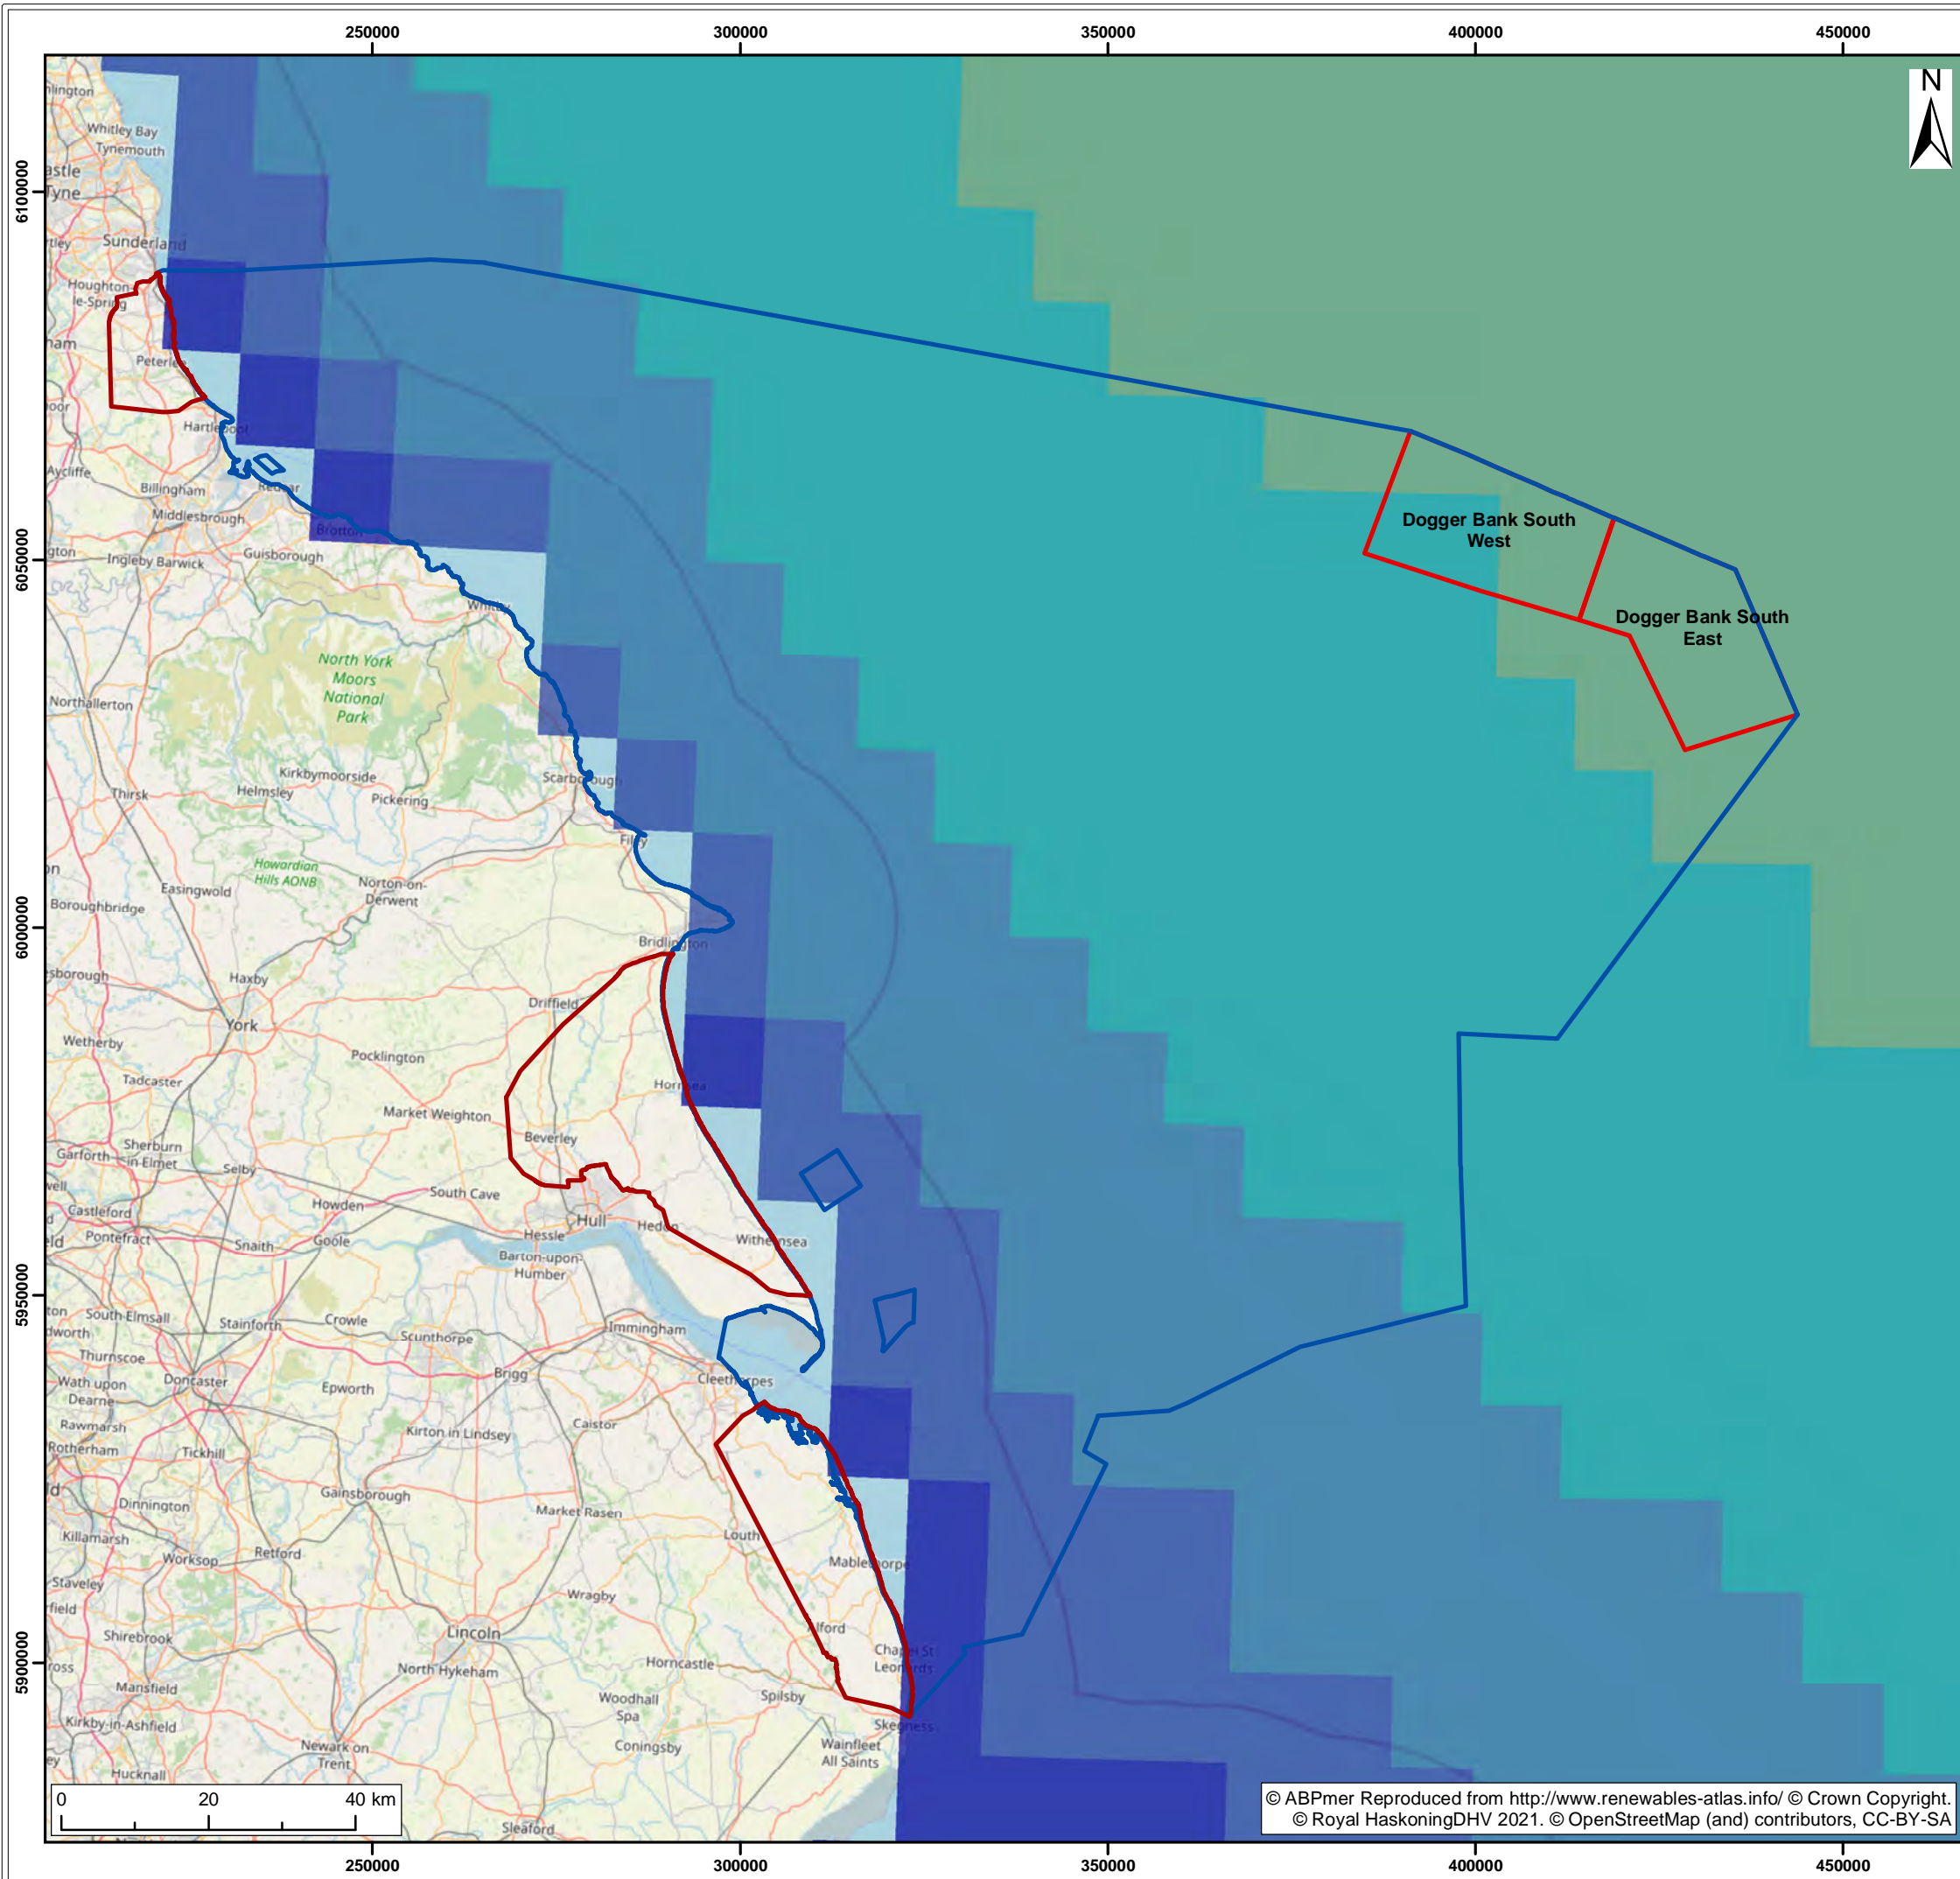 250000
300000
350000
400000
450000
N
Whitley Bay
Tynemouth
6100000
Sunderland
Houghton-
le-Spring
Hartlepool
Aycliffe
Redcar
Billingham
Middlesbrough
Brotton
Ingleby Barwick
Guisborough
6050000
Whitby
Dogger Bank South
West
Dogger Bank South
East
North York
Moors
National
Park
Northallerton
Kirkbymoorside
Scarborough
Thirsk
Helmsley
Pickering
Filey
Howardian
Hills AONB
Easingwold
Norton-on-
Derwent
Boroughbridge
6000000
Bridlington
Haxby
Driffield
York
Wetherby
Pocklington
Tadcaster
Hornsea
Market Weighton
Beverley
Sherburn
in-Elmet
Garforth
Selby
South Cave
Howden
Hull
Castleford
Hessle
Hedon
Withernsea
Pontefract
Snaith
Goole
Barton-upon-
Humber
5950000
South Elmsall
Stainforth
Crowle
Scunthorpe
Immingham
Thurnscoe
Doncaster
Brigg
Cleethorpes
Wath upon
Dearne
Epworth
Rawmarsh
Caistor
Rotherham
Tickhill
Kirton in Lindsey
Dinnington
Gainsborough
Market Rasen
Killamarsh
Louth
Worksop
Retford
Mablethorpe
Staveley
Wragby
Shirebrook
Lincoln
Alford
5900000
North Hykeham
Horncastle
Chapel St
Leonards
Mansfield
Woodhall
Spa
Spilsby
Kirkby-in-Ashfield
Skegness
Newark on
Trent
Coningsby
Wainfleet
All Saints
Hucknall
Sleaford
0
20
40 km
© ABPmer Reproduced from http://www.renewables-atlas.info/ © Crown Copyright.
© Royal HaskoningDHV 2021. © OpenStreetMap (and) contributors, CC-BY-SA
250000
300000
350000
400000
450000